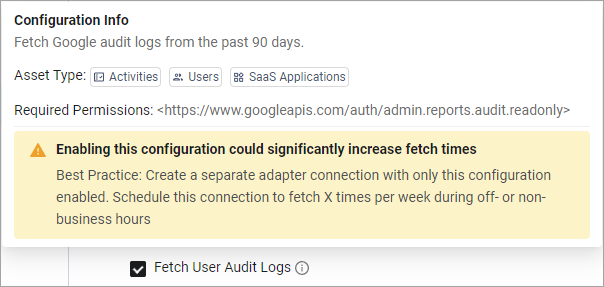 Configuration Info
Fetch Google audit logs from the past 90 days.
Asset Type: Activities Users SaaS Applications
Required Permissions: <https://www.googleapis.com/auth/admin.reports.audit.readonly>
Enabling this configuration could significantly increase fetch times
Best Practice: Create a separate adapter connection with only this configuration
enabled. Schedule this connection to fetch X times per week during off- or non-
business hours
Fetch User Audit Logs